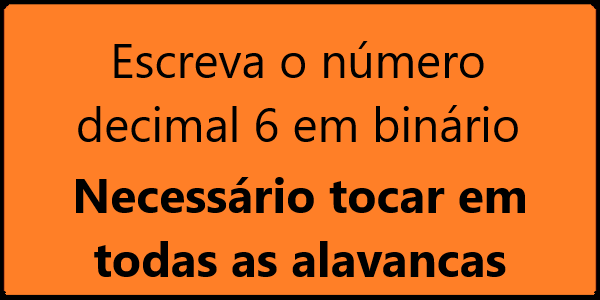 Escreva o número
decimal 6 em binário
Necessário tocar em
todas as alavancas